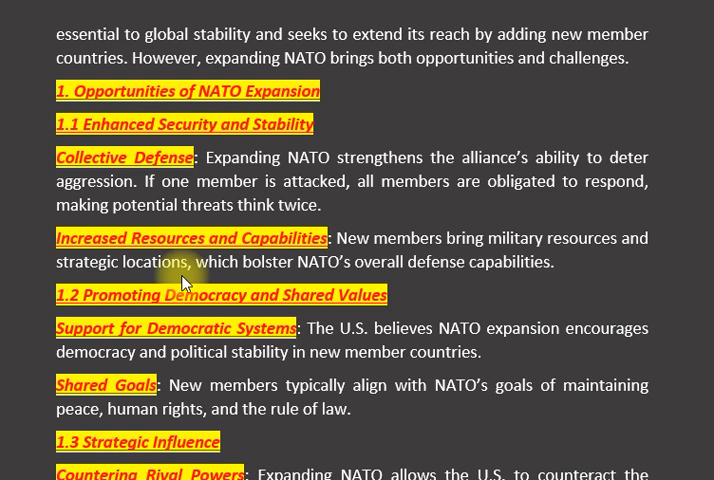 essential to global stability and seeks to extend its reach by adding new member
countries. However, expanding NATO brings both opportunities and challenges.
1. Opportunities of NATO Expansion
1.1 Enhanced Security and Stability
Collective Defense: Expanding NATO strengthens the alliance’s ability to deter
aggression. If one member is attacked, all members are obligated to respond,
making potential threats think twice.
Increased Resources and Capabilities: New members bring military resources and
strategic locations, which bolster NATO’s overall defense capabilities.
1.2 Promoting Democracy and Shared Values
Support for Democratic Systems: The U.S. believes NATO expansion encourages
democracy and political stability in new member countries.
Shared Goals: New members typically align with NATO’s goals of maintaining
peace, human rights, and the rule of law.
1.3 Strategic Influence
Countering Rival Powers: Expanding NATO allows the U.S. to counteract the